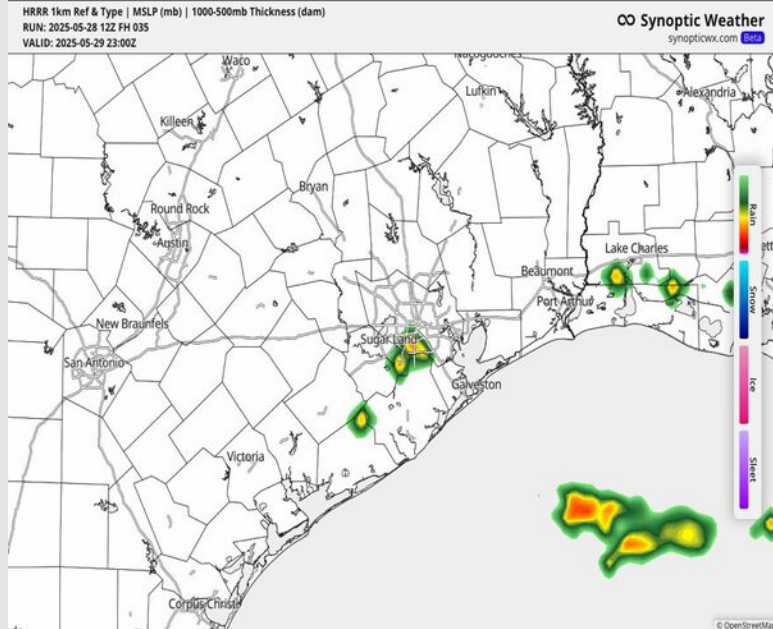 HRRR 1km Ref & Type | MSLP (mb) | 1000-500mb Thickness (dam)
RUN: 2025-05-28 12Z FH 035
VALID: 2025-05-29 23:00Z
Synoptic Weather
synopticwx.com Beta
Waco
Nacogdoches
Lufkin
Alexandria
Killeen
Bryan
Round Rock
Austin
Lake Charles
Beaumont
Port Arthur
New Braunfels
Sugar Land
San Antonio
Galveston
Victoria
Corpus Christi
Rain
Snow
Ice
Sleet
© OpenStreetMa